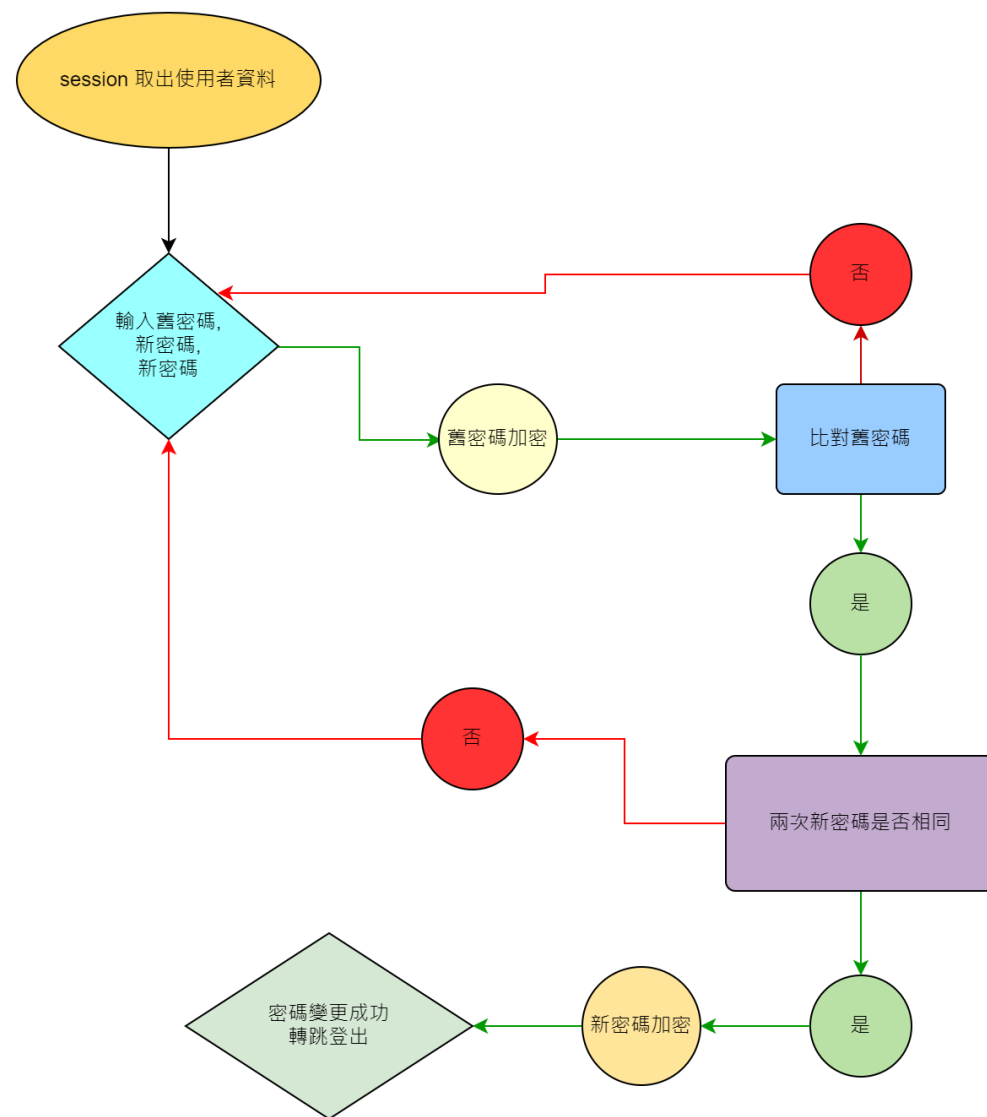 session 取出使用者資料
否
輸入舊密碼,
新密碼,
新密碼
舊密碼加密
比對舊密碼
是
否
兩次新密碼是否相同
密碼變更成功
轉跳登出
新密碼加密
是